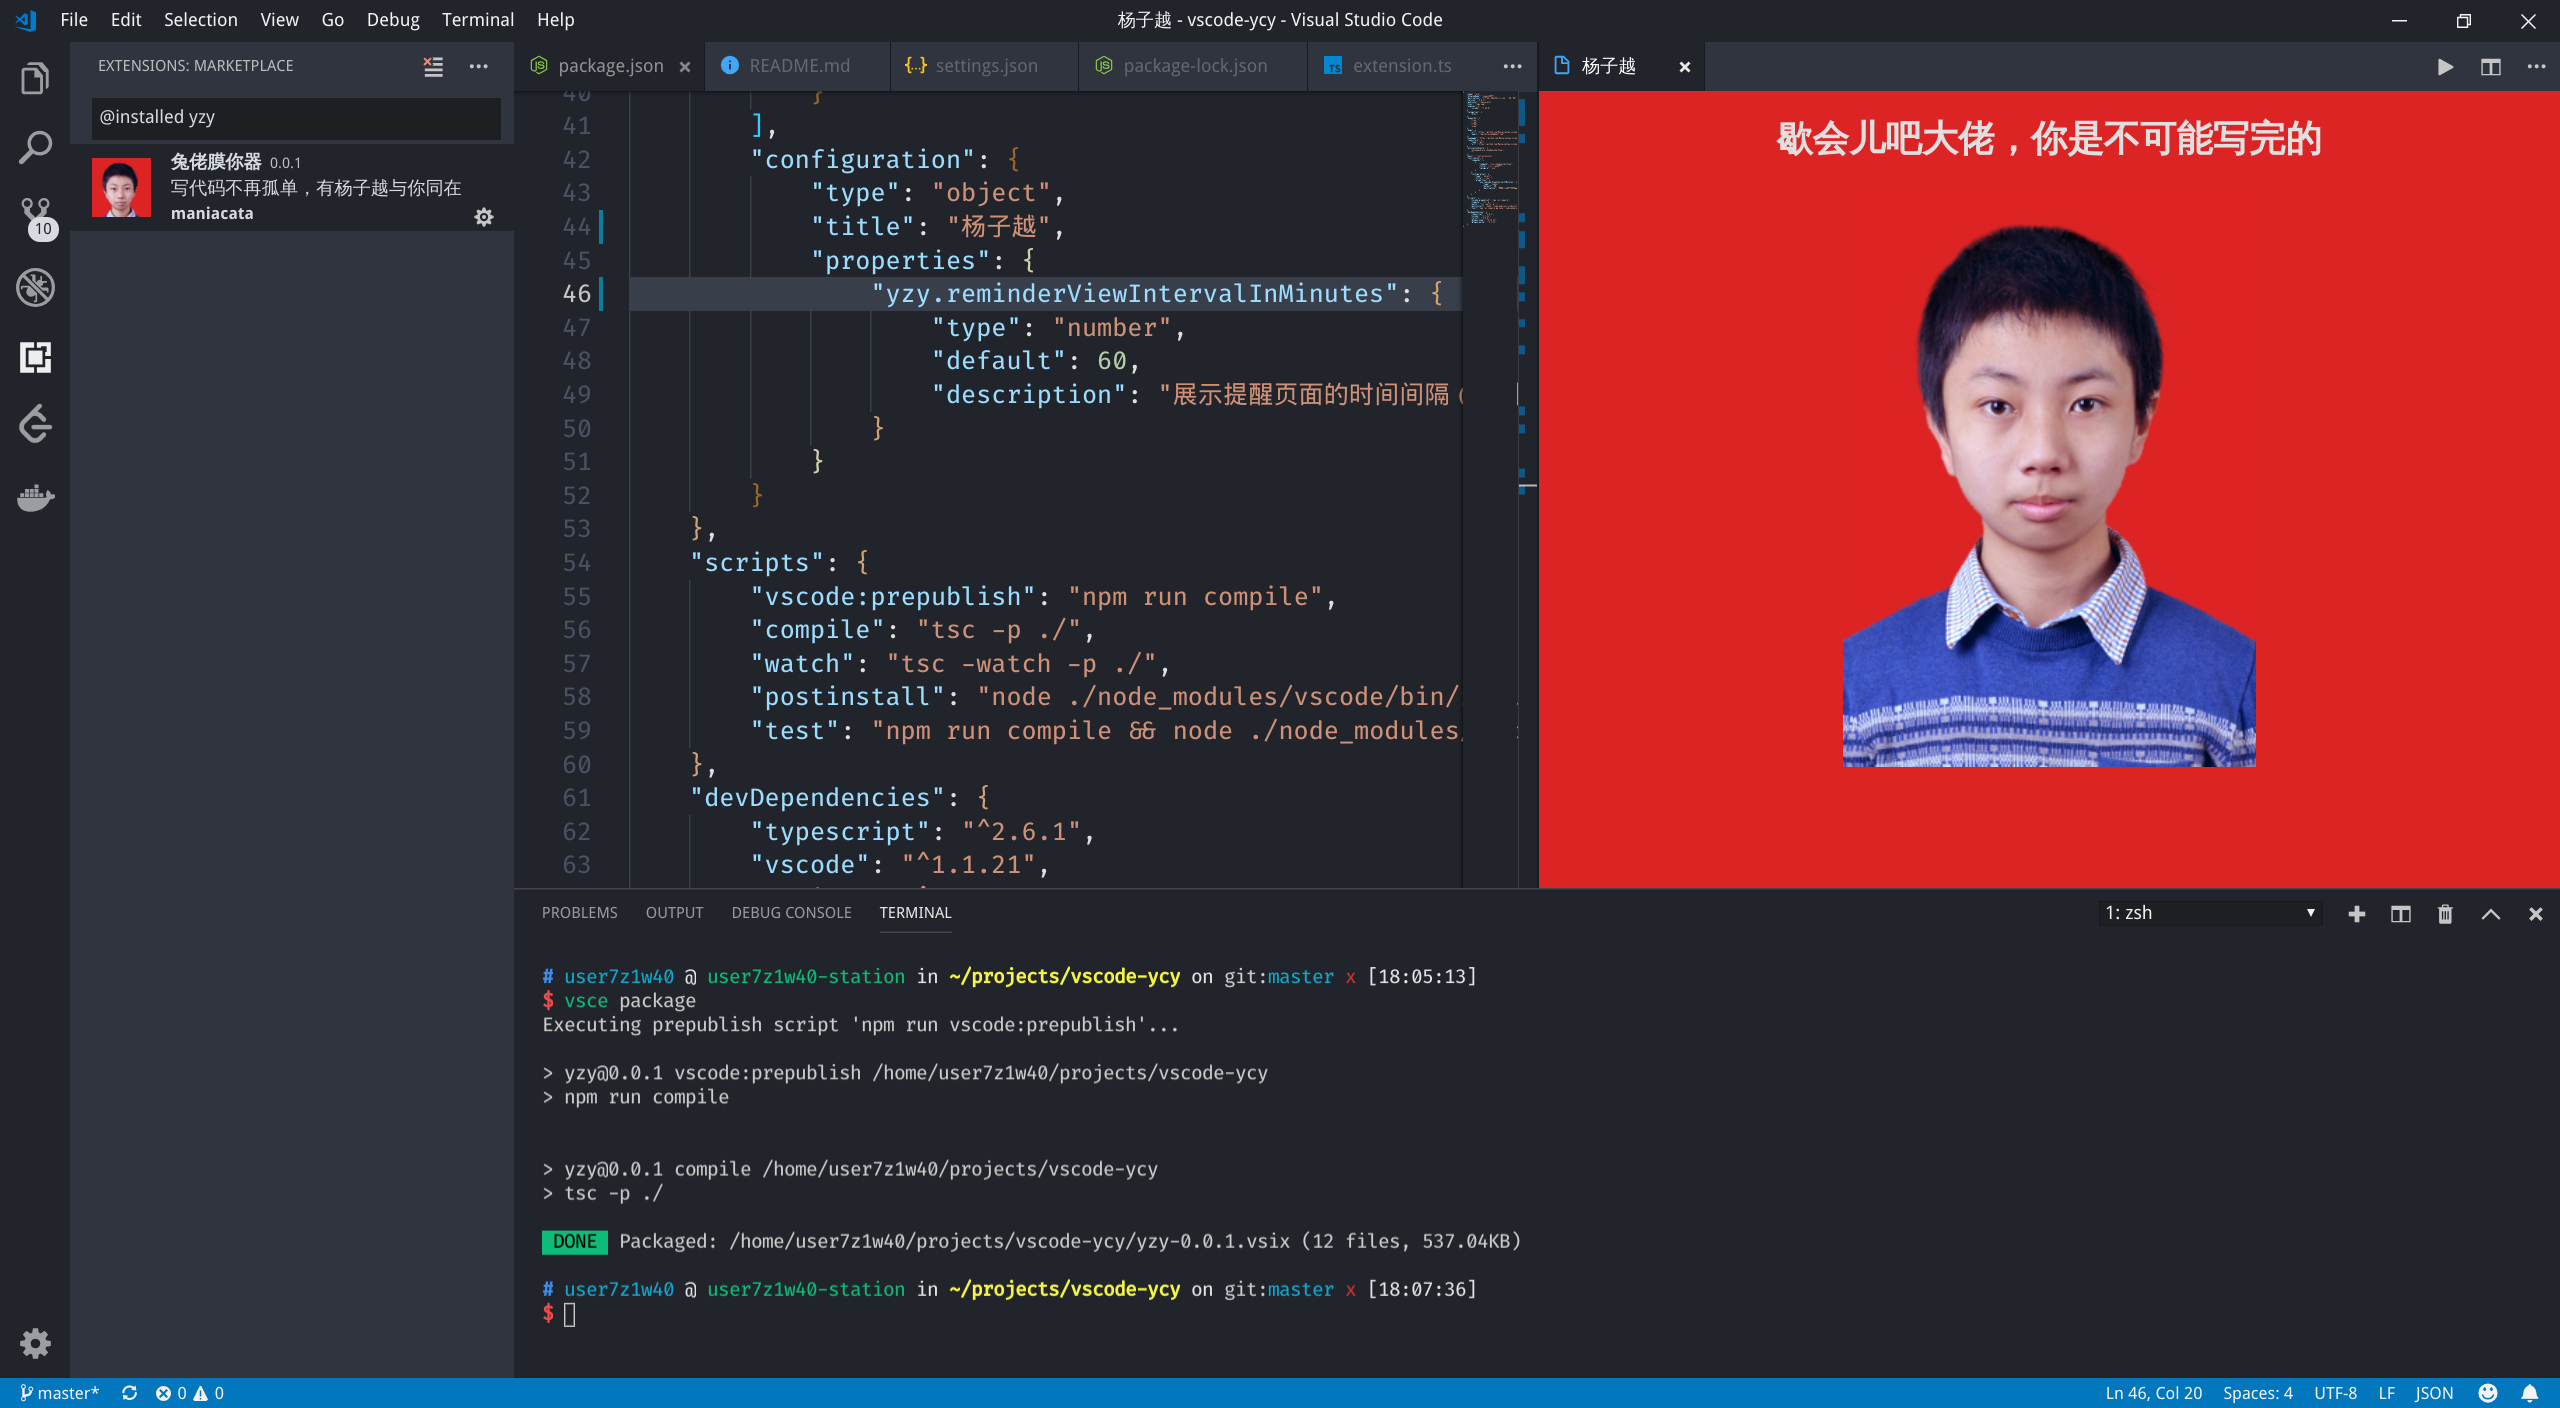 File Edit Selection View Go Debug Terminal Help
杨子越 - vscode-ycy - Visual Studio Code
EXTENSIONS: MARKETPLACE
@installed yzy
兔佬膜你器 0.0.1
写代码不再孤单，有杨子越与你同在
maniacata
10
package.json
README.md
settings.json
package-lock.json
extension.ts
杨子越
40 }
41 ],
42 "configuration": {
43 "type": "object",
44 "title": "杨子越",
45 "properties": {
46 "yzy.reminderViewIntervalInMinutes": {
47 "type": "number",
48 "default": 60,
49 "description": "展示提醒页面的时间间隔（
50 }
51 }
52 }
53 },
54 "scripts": {
55 "vscode:prepublish": "npm run compile",
56 "compile": "tsc -p ./",
57 "watch": "tsc -watch -p ./",
58 "postinstall": "node ./node_modules/vscode/bin/
59 "test": "npm run compile && node ./node_modules
60 },
61 "devDependencies": {
62 "typescript": "^2.6.1",
63 "vscode": "^1.1.21",
歇会儿吧大佬，你是不可能写完的
PROBLEMS OUTPUT DEBUG CONSOLE TERMINAL
1: zsh
# user7z1w40 @ user7z1w40-station in ~/projects/vscode-ycy on git:master x [18:05:13]
$ vsce package
Executing prepublish script 'npm run vscode:prepublish'...
> yzy@0.0.1 vscode:prepublish /home/user7z1w40/projects/vscode-ycy
> npm run compile
> yzy@0.0.1 compile /home/user7z1w40/projects/vscode-ycy
> tsc -p ./
DONE Packaged: /home/user7z1w40/projects/vscode-ycy/yzy-0.0.1.vsix (12 files, 537.04KB)
# user7z1w40 @ user7z1w40-station in ~/projects/vscode-ycy on git:master x [18:07:36]
$
master* 0 0
Ln 46, Col 20 Spaces: 4 UTF-8 LF JSON